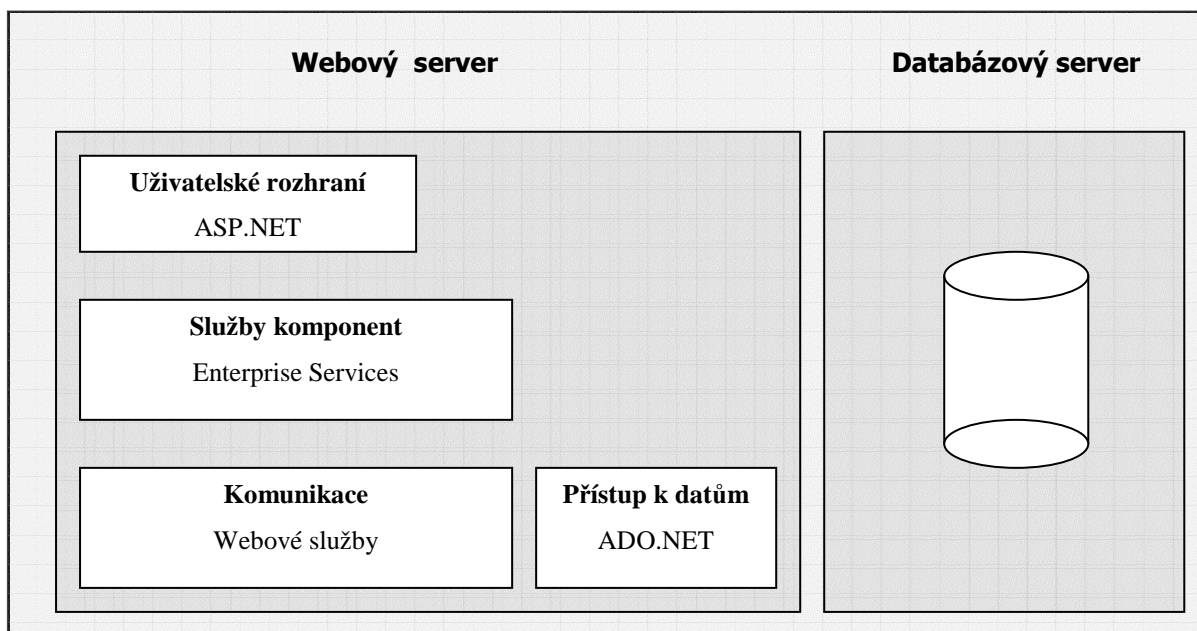 Webový server
Databázový server
Uživatelské rozhraní
ASP.NET
Služby komponent
Enterprise Services
Komunikace
Webové služby
Přístup k datům
ADO.NET